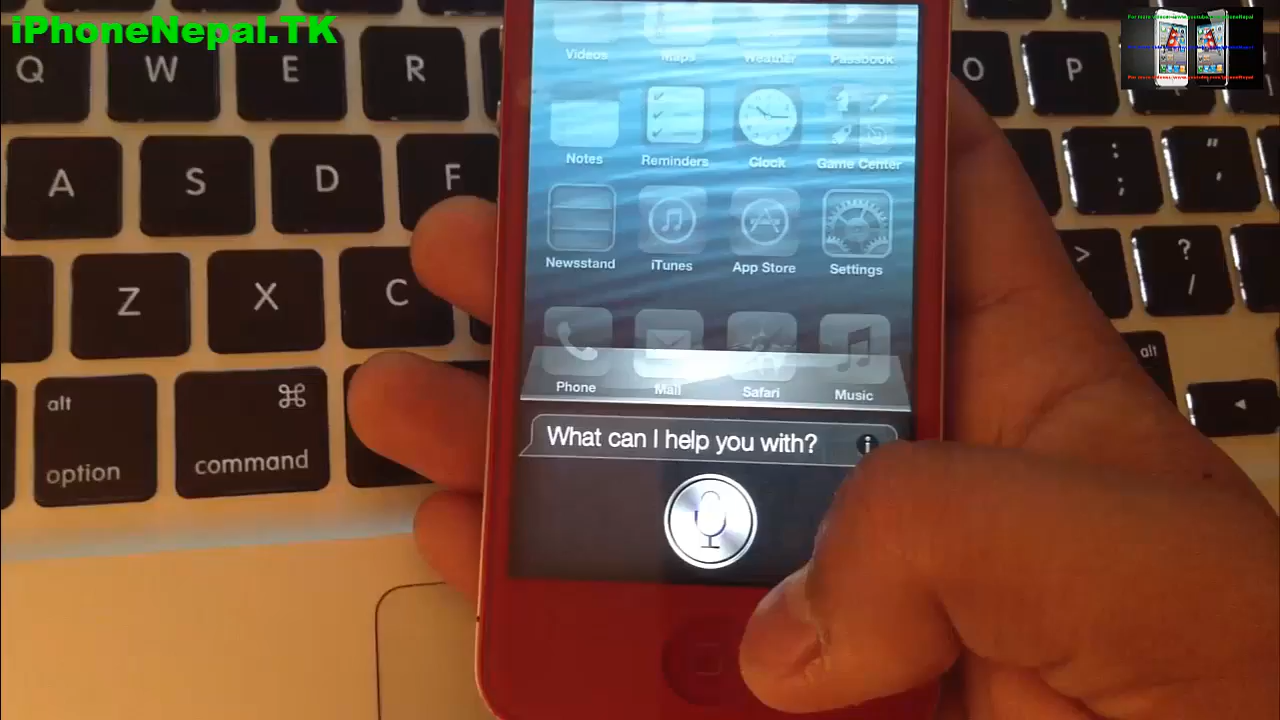 iPhoneNepal.TK
Q
W
E
R
O
P
A
S
D
F
:
;
"
Z
X
C
>
?
/
alt
option
⌘
command
alt
Videos
Maps
Weather
Passbook
Notes
Reminders
Clock
Game Center
Newsstand
iTunes
App Store
Settings
Phone
Mail
Safari
Music
What can I help you with?
i